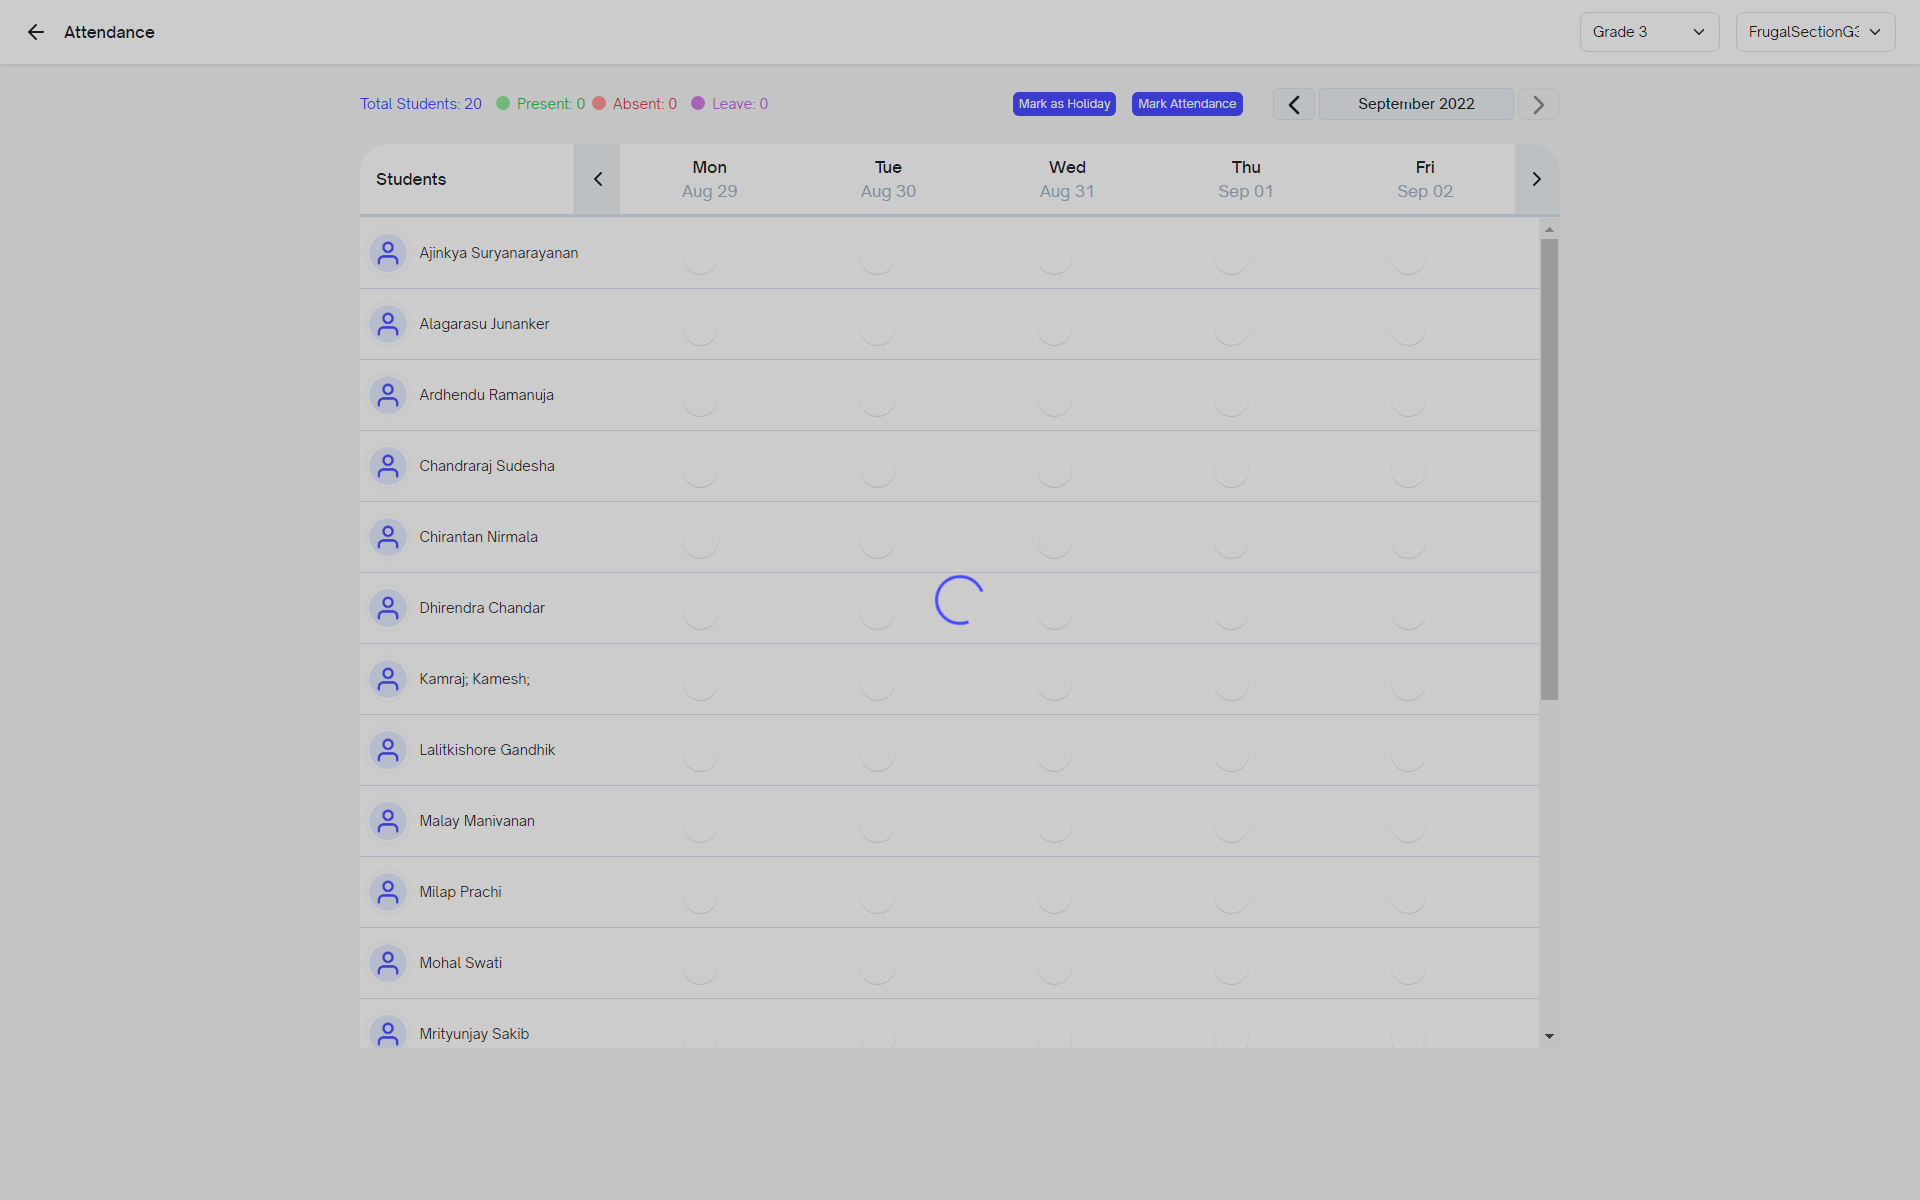 Attendance
Grade 3
FrugalSectionG3
Total Students: 20 Present: 0 Absent: 0 Leave: 0
Mark as Holiday
Mark Attendance
September 2022
Students
Mon Tue Wed Thu Fri
Aug 29 Aug 30 Aug 31 Sep 01 Sep 02
Ajinkya Suryanarayanan
Alagarasu Junanker
Ardhendu Ramanuja
Chandraraj Sudesha
Chirantan Nirmala
Dhirendra Chandar
Kamraj; Kamesh;
Lalitkishore Gandhik
Malay Manivanan
Milap Prachi
Mohal Swati
Mrityunjay Sakib